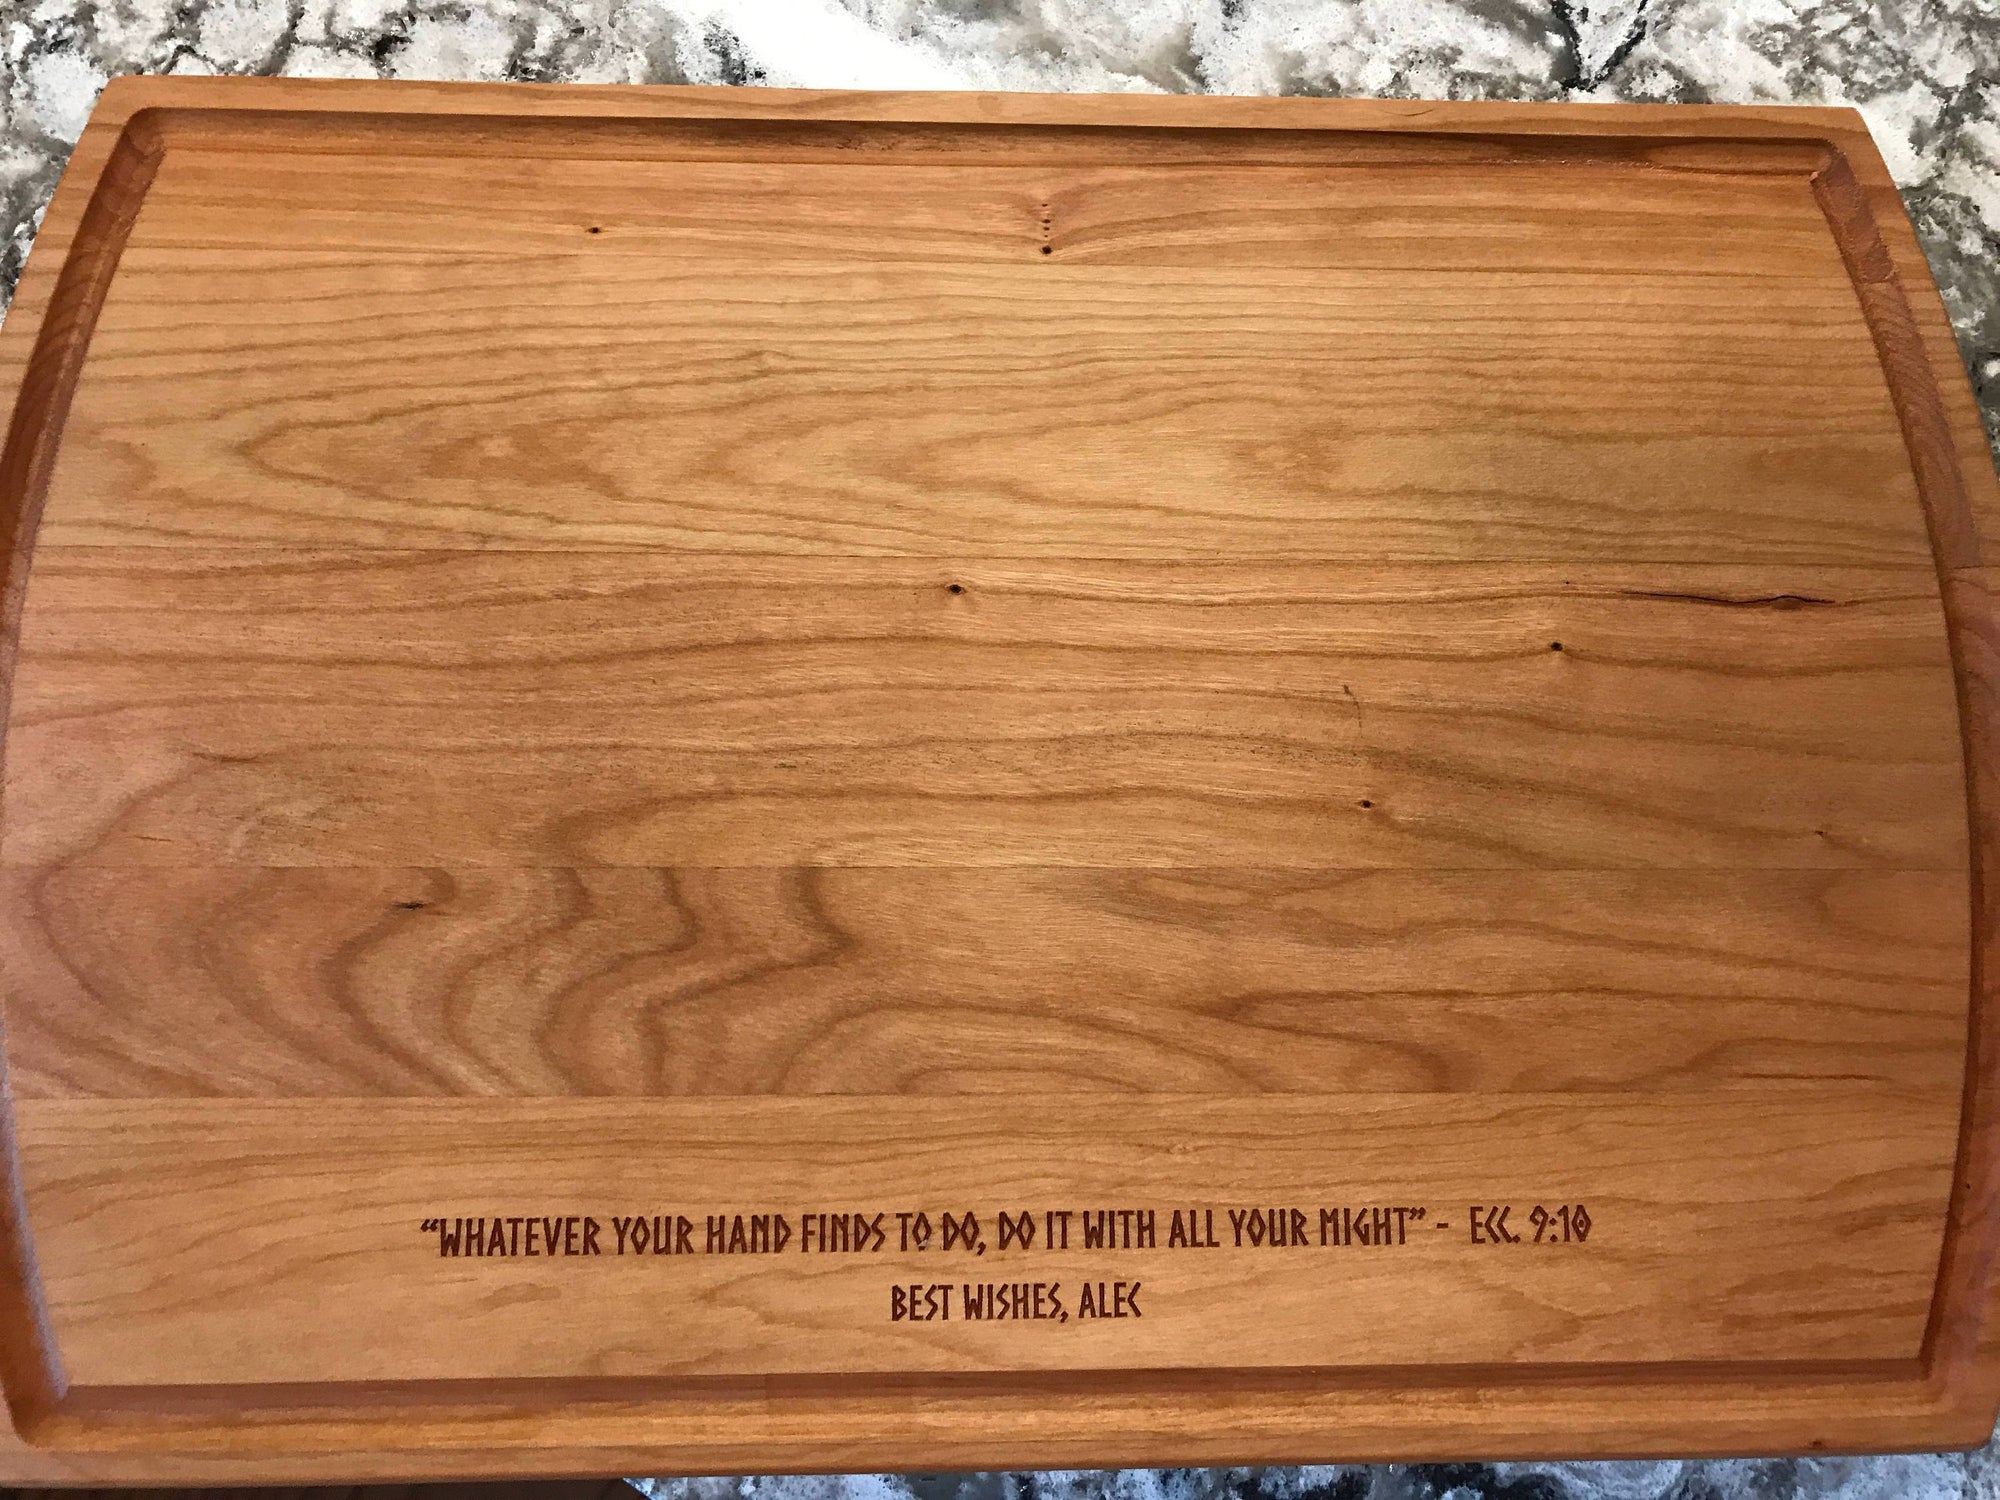 “WHATEVER YOUR HAND FINDS TO DO, DO IT WITH ALL YOUR MIGHT” - ECC. 9:10
BEST WISHES, ALEC